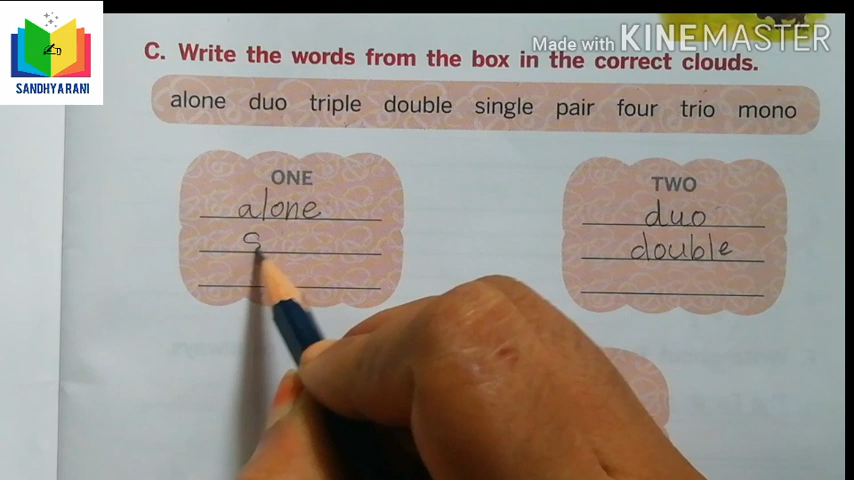 Made with KINEMASTER
SANDHYARANI
C. Write the words from the box in the correct clouds.
alone duo triple double single pair four trio mono
ONE
alone
s
TWO
duo
double